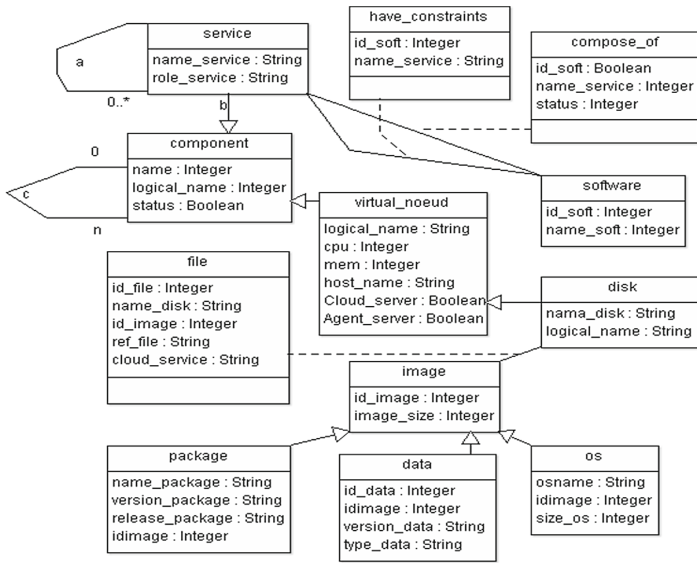 service
name_service : String
role_service : String
a
0..*
b
have_constraints
id_soft : Integer
name_service : String
compose_of
id_soft : Boolean
name_service : Integer
status : Integer
component
name : Integer
logical_name : Integer
status : Boolean
0
c
n
virtual_noeud
logical_name : String
cpu : Integer
mem : Integer
host_name : String
Cloud_server : Boolean
Agent_server : Boolean
software
id_soft : Integer
name_soft : Integer
file
id_file : Integer
name_disk : String
id_image : Integer
ref_file : String
cloud_service : String
disk
nama_disk : String
logical_name : String
image
id_image : Integer
image_size : Integer
package
name_package : String
version_package : String
release_package : String
idimage : Integer
data
id_data : Integer
idimage : Integer
version_data : String
type_data : String
os
osname : String
idimage : Integer
size_os : Integer